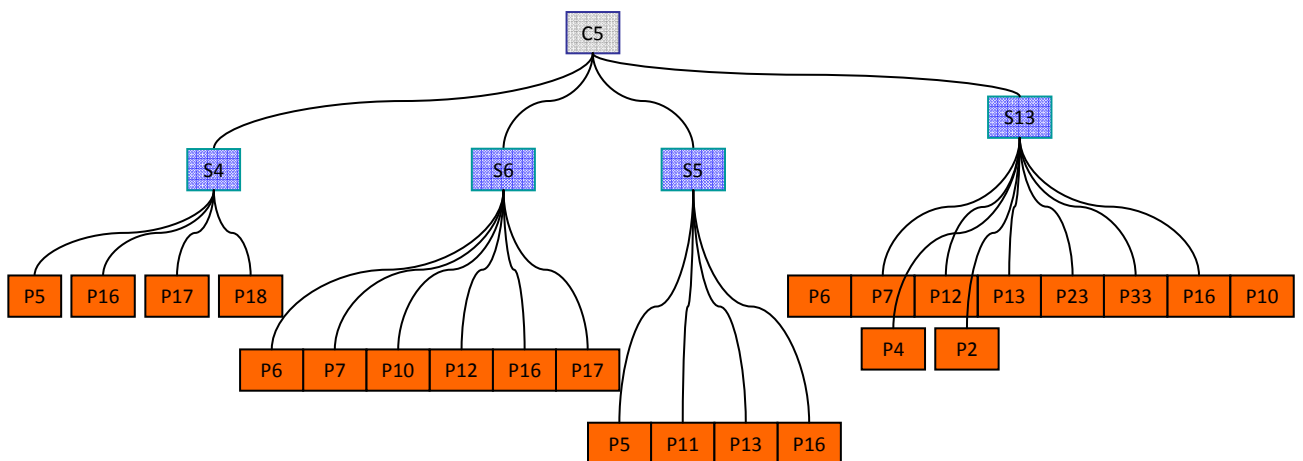 C5
S13
S4 S6 S5
P5 P16 P17 P18
P6 P7 P12 P13 P23 P33 P16 P10
P4 P2
P6 P7 P10 P12 P16 P17
P5 P11 P13 P16